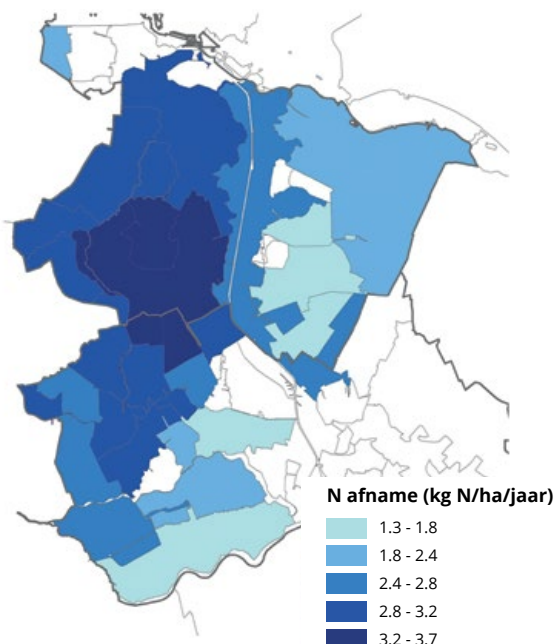 N afname (kg N/ha/jaar)
1.3 - 1.8
1.8 - 2.4
2.4 - 2.8
2.8 - 3.2
3.2 - 3.7